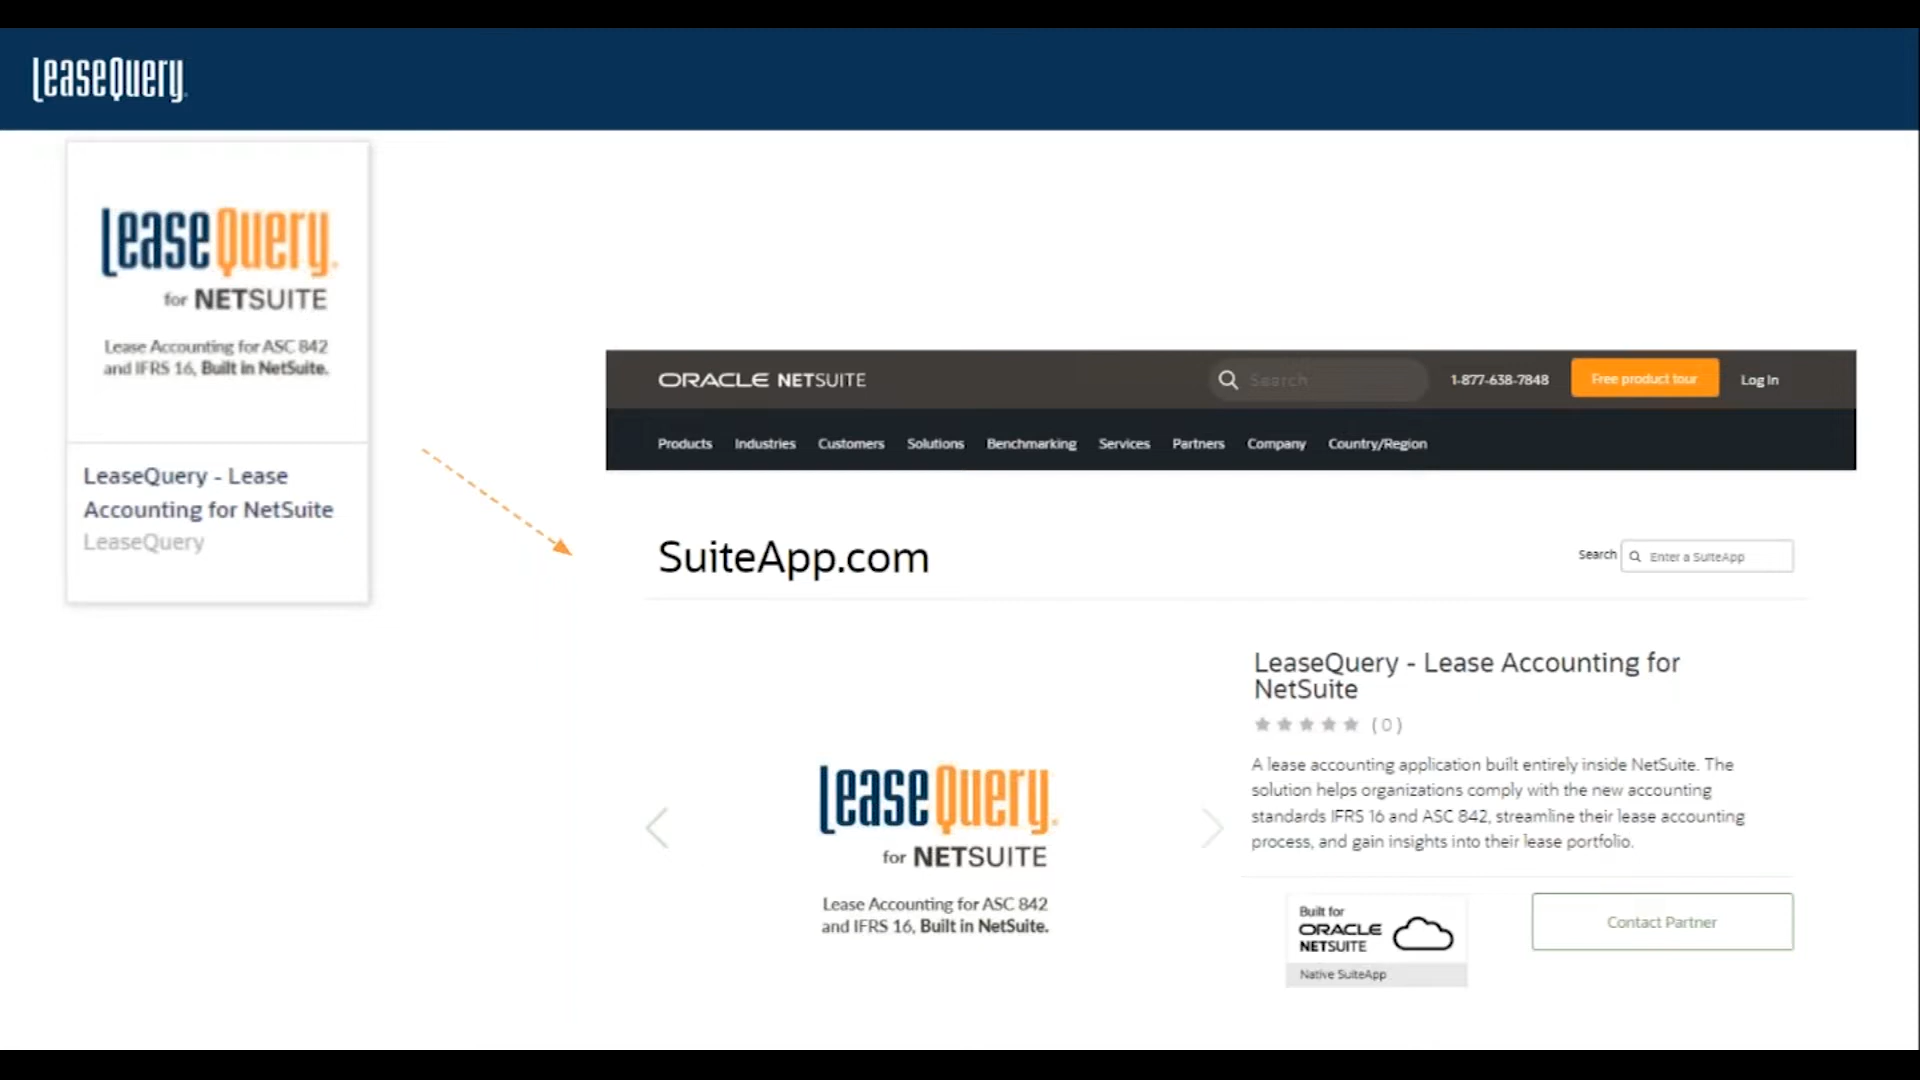 LeaseQuery
LeaseQuery
for NETSUITE
Lease Accounting for ASC 842
and IFRS 16, Built in NetSuite.
LeaseQuery - Lease
Accounting for NetSuite
LeaseQuery
ORACLE NETSUITE
Search
1-877-638-7848
Free product tour
Log In
Products Industries Customers Solutions Benchmarking Services Partners Company Country/Region
SuiteApp.com
Search
Enter a SuiteApp
LeaseQuery - Lease Accounting for
NetSuite
( 0 )
A lease accounting application built entirely inside NetSuite. The
solution helps organizations comply with the new accounting
standards IFRS 16 and ASC 842, streamline their lease accounting
process, and gain insights into their lease portfolio.
LeaseQuery
for NETSUITE
Lease Accounting for ASC 842
and IFRS 16, Built in NetSuite.
Built for
ORACLE
NETSUITE
Native SuiteApp
Contact Partner